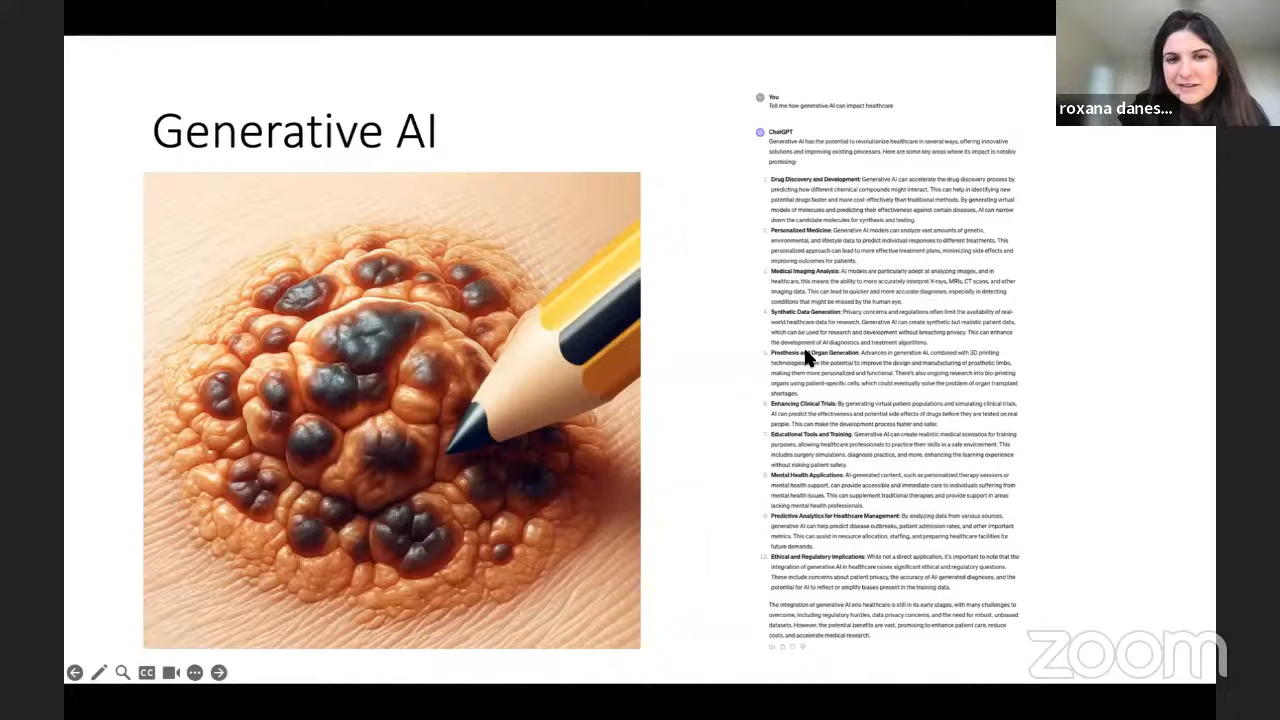 roxana danes...
Generative AI
You
Tell me how generative AI can impact healthcare
ChatGPT
Generative AI has the potential to revolutionize healthcare in several ways, offering innovative
solutions and improving existing processes. Here are some key areas where its impact is notably
promising:
1. Drug Discovery and Development: Generative AI can accelerate the drug discovery process by
predicting how different chemical compounds might interact. This can help in identifying new
potential drugs faster and more cost-effectively than traditional methods. By generating virtual
models of molecules and predicting their effectiveness against certain diseases, AI can narrow
down the candidate molecules for synthesis and testing.
2. Personalized Medicine: Generative AI models can analyze vast amounts of genetic,
environmental, and lifestyle data to predict individual responses to different treatments. This
personalized approach can lead to more effective treatment plans, minimizing side effects and
improving outcomes for patients.
3. Medical Imaging Analysis: AI models are particularly adept at analyzing images, and in
healthcare, this means the ability to more accurately interpret X-rays, MRIs, CT scans, and other
imaging data. This can lead to quicker and more accurate diagnoses, especially in detecting
conditions that might be missed by the human eye.
4. Synthetic Data Generation: Privacy concerns and regulations often limit the availability of real-
world healthcare data for research. Generative AI can create synthetic but realistic patient data,
which can be used for research and development without breaching privacy. This can enhance
the development of AI diagnostics and treatment algorithms.
5. Prosthesis and Organ Generation: Advances in generative AI, combined with 3D printing
the potential to improve the design and manufacturing of prosthetic limbs,
making them more personalized and functional. There's also ongoing research into bio-printing
organs using patient-specific cells, which could eventually solve the problem of organ transplant
shortages.
6. Enhancing Clinical Trials: By generating virtual patient populations and simulating clinical trials,
AI can predict the effectiveness and potential side effects of drugs before they are tested on real
people. This can make the development process faster and safer.
7. Educational Tools and Training: Generative AI can create realistic medical scenarios for training
purposes, allowing healthcare professionals to practice their skills in a safe environment. This
includes surgery simulations, diagnosis practice, and more, enhancing the learning experience
without risking patient safety.
8. Mental Health Applications: AI-generated content, such as personalized therapy sessions or
mental health support, can provide accessible and immediate care to individuals suffering from
mental health issues. This can supplement traditional therapies and provide support in areas
lacking mental health professionals.
9. Predictive Analytics for Healthcare Management: By analyzing data from various sources,
generative AI can help predict disease outbreaks, patient admission rates, and other important
metrics. This can assist in resource allocation, staffing, and preparing healthcare facilities for
future demands.
10. Ethical and Regulatory Implications: While not a direct application, it's important to note that the
integration of generative AI in healthcare raises significant ethical and regulatory questions.
These include concerns about patient privacy, the accuracy of AI-generated diagnoses, and the
potential for AI to reflect or amplify biases present in the training data.
The integration of generative AI into healthcare is still in its early stages, with many challenges to
overcome, including regulatory hurdles, data privacy concerns, and the need for robust, unbiased
datasets. However, the potential benefits are vast, promising to enhance patient care, reduce
costs, and accelerate medical research.
CC
zoom